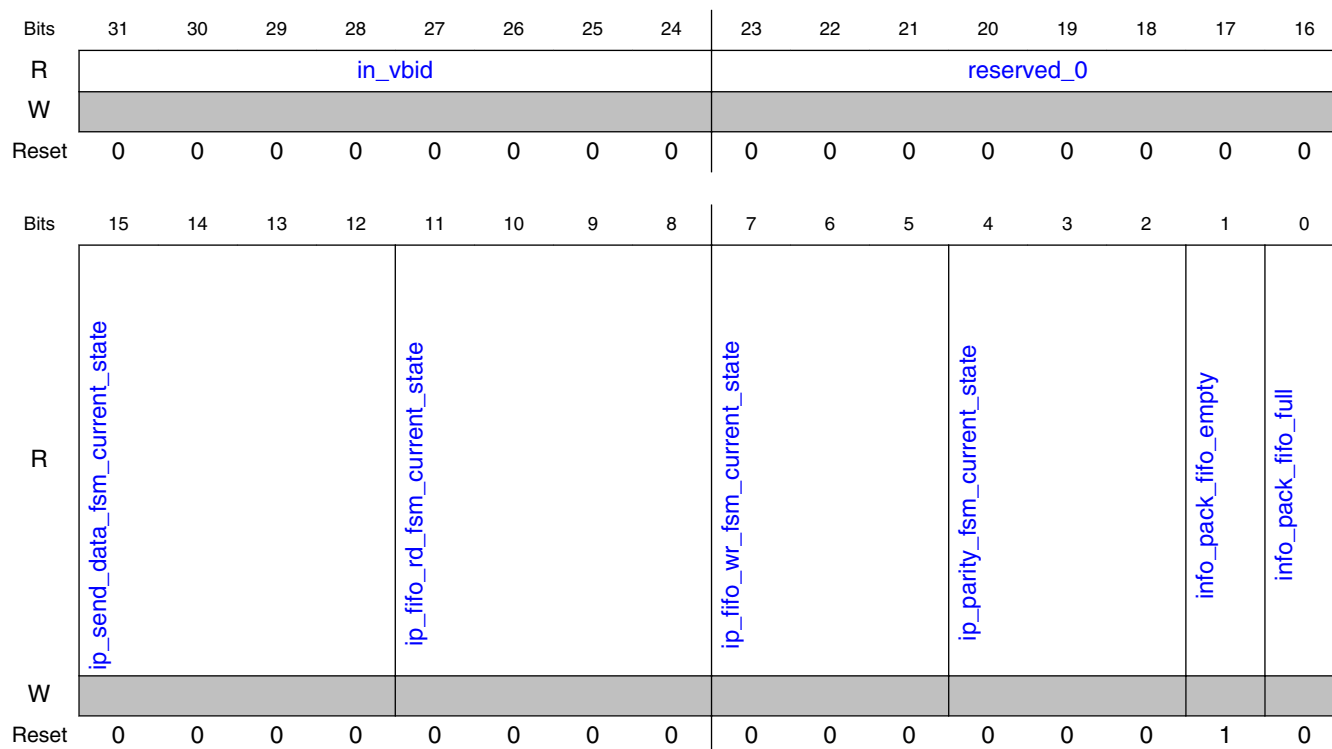 Bits 31 30 29 28 27 26 25 24 23 22 21 20 19 18 17 16
R in_vbid reserved_0
W
Reset 0 0 0 0 0 0 0 0 0 0 0 0 0 0 0 0
Bits 15 14 13 12 11 10 9 8 7 6 5 4 3 2 1 0
R
ip_send_data_fsm_current_state
ip_fifo_rd_fsm_current_state
ip_fifo_wr_fsm_current_state
ip_parity_fsm_current_state
info_pack_fifo_empty
info_pack_fifo_full
W
Reset 0 0 0 0 0 0 0 0 0 0 0 0 0 0 1 0